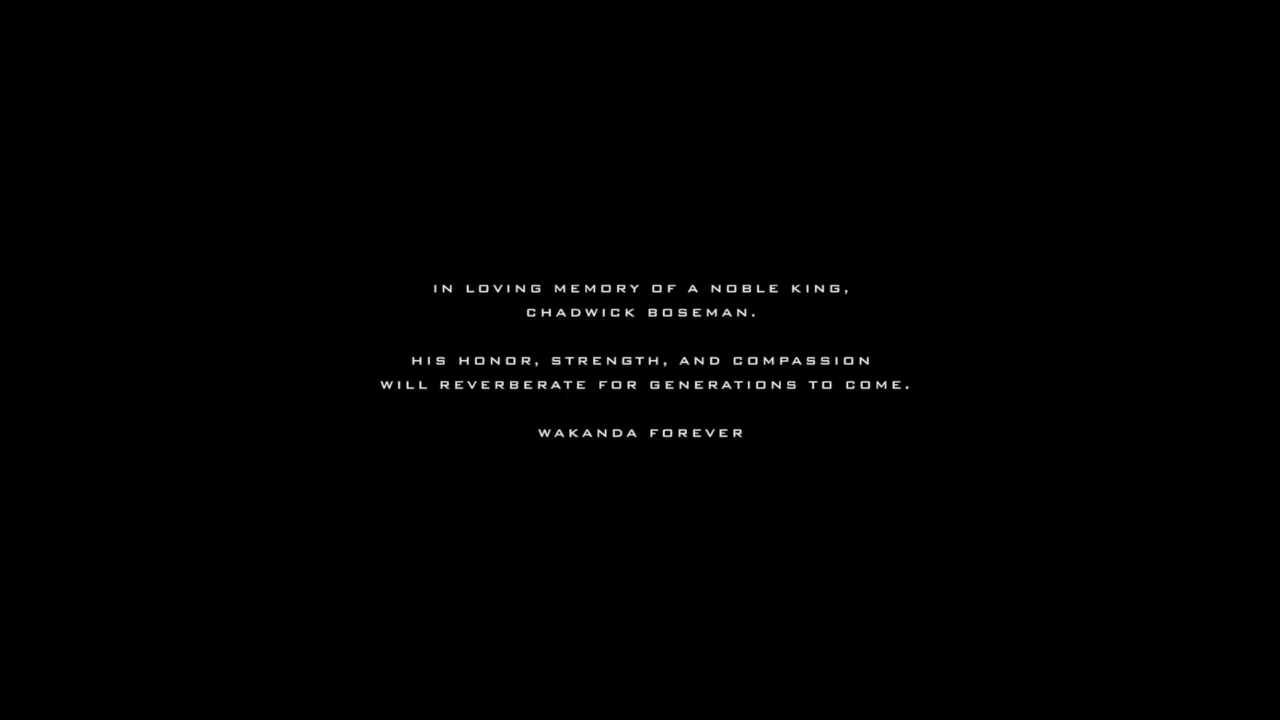 IN LOVING MEMORY OF A NOBLE KING,
CHADWICK BOSEMAN.
HIS HONOR, STRENGTH, AND COMPASSION
WILL REVERBERATE FOR GENERATIONS TO COME.
WAKANDA FOREVER